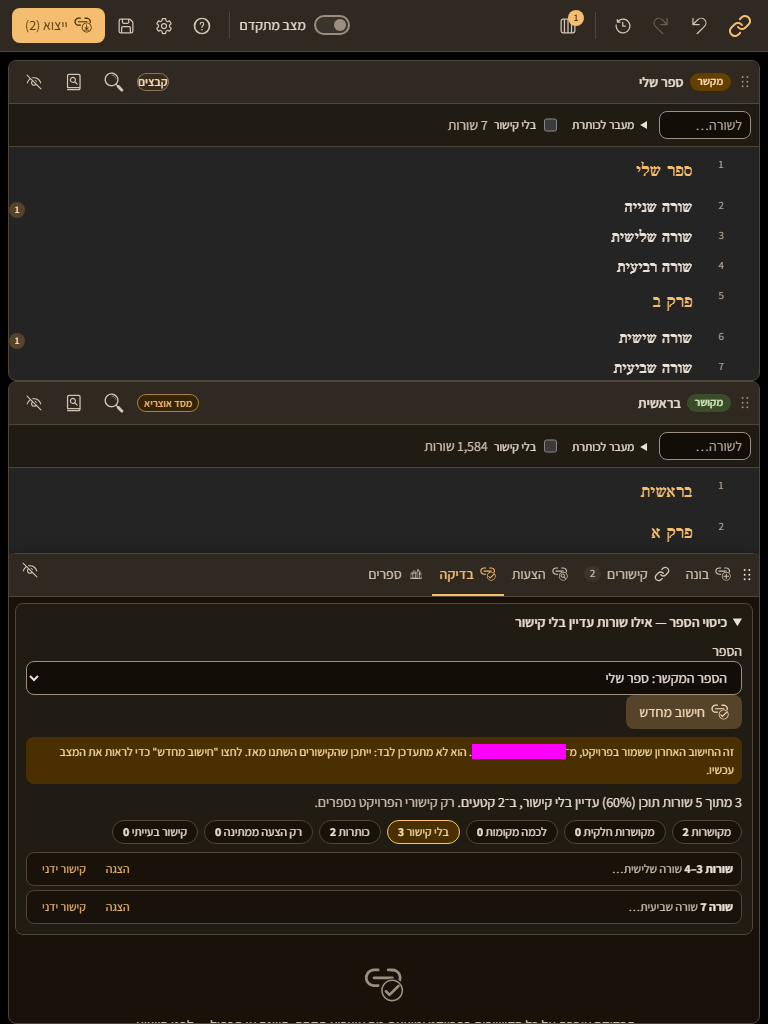 1
מצב מתקדם
ייצוא (2)
מקשר ספר שלי
קבצים
לשורה…
מעבר לכותרת
בלי קישור
7 שורות
1 ספר שלי
2 שורה שנייה 1
3 שורה שלישית
4 שורה רביעית
5 פרק ב
6 שורה שישית 1
7 שורה שביעית
מקושר בראשית
מסד אוצריא
לשורה…
מעבר לכותרת
בלי קישור
1,584 שורות
1 בראשית
2 פרק א
בונה
קישורים 2
הצעות
בדיקה
ספרים
▼ כיסוי הספר — אילו שורות עדיין בלי קישור
הספר
הספר המקשר: ספר שלי
חישוב מחדש
זה החישוב האחרון ששמור בפרויקט, מ־ . הוא לא מתעדכן לבד: ייתכן שהקישורים השתנו מאז. לחצו "חישוב מחדש" כדי לראות את המצב
עכשיו.
3 מתוך 5 שורות תוכן (60%) עדיין בלי קישור, ב־2 קטעים. רק קישורי הפרויקט נספרים.
מקושרות 2
מקושרות חלקית 0
לכמה מקומות 0
בלי קישור 3
כותרות 2
רק הצעה ממתינה 0
קישור בעייתי 0
שורות 3–4 שורה שלישית…
הצגה
קישור ידני
שורה 7 שורה שביעית…
הצגה
קישור ידני